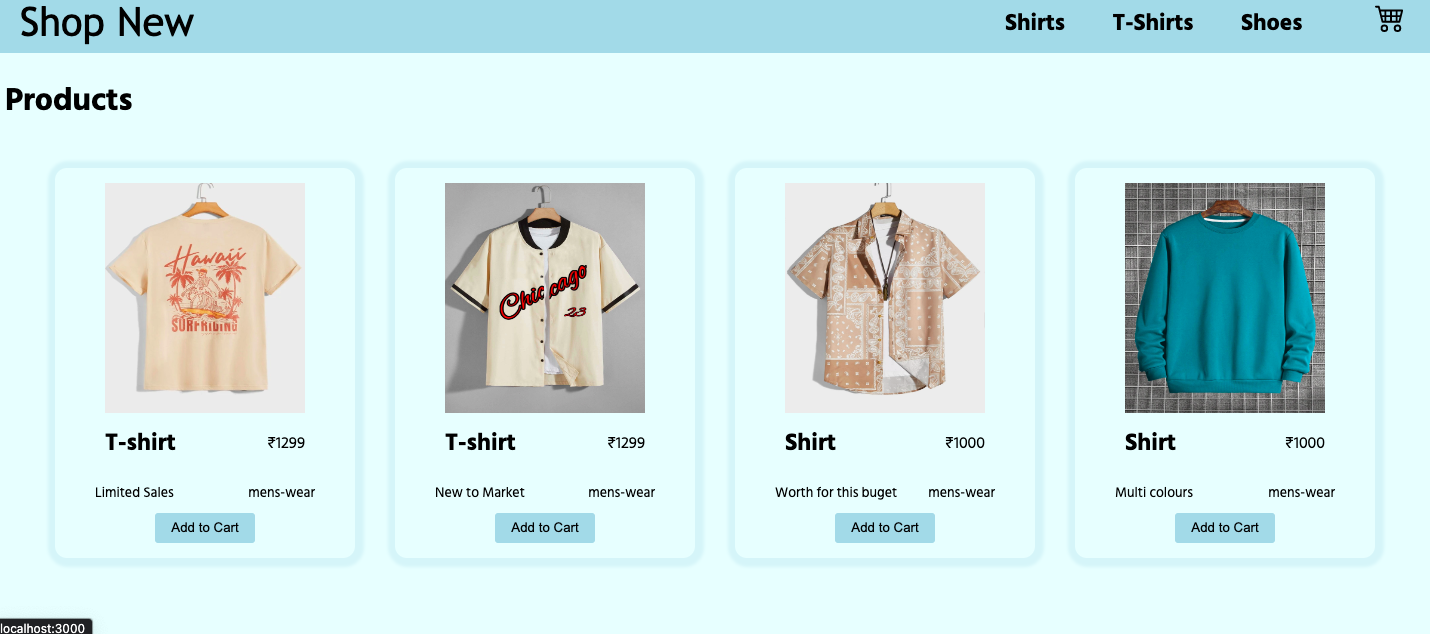 Shop New
Shirts T-Shirts Shoes
Products
Hawaii
SURFRIDING
Chicago
23
T-shirt ₹1299
Limited Sales mens-wear
Add to Cart
T-shirt ₹1299
New to Market mens-wear
Add to Cart
Shirt ₹1000
Worth for this buget mens-wear
Add to Cart
Shirt ₹1000
Multi colours mens-wear
Add to Cart
localhost:3000